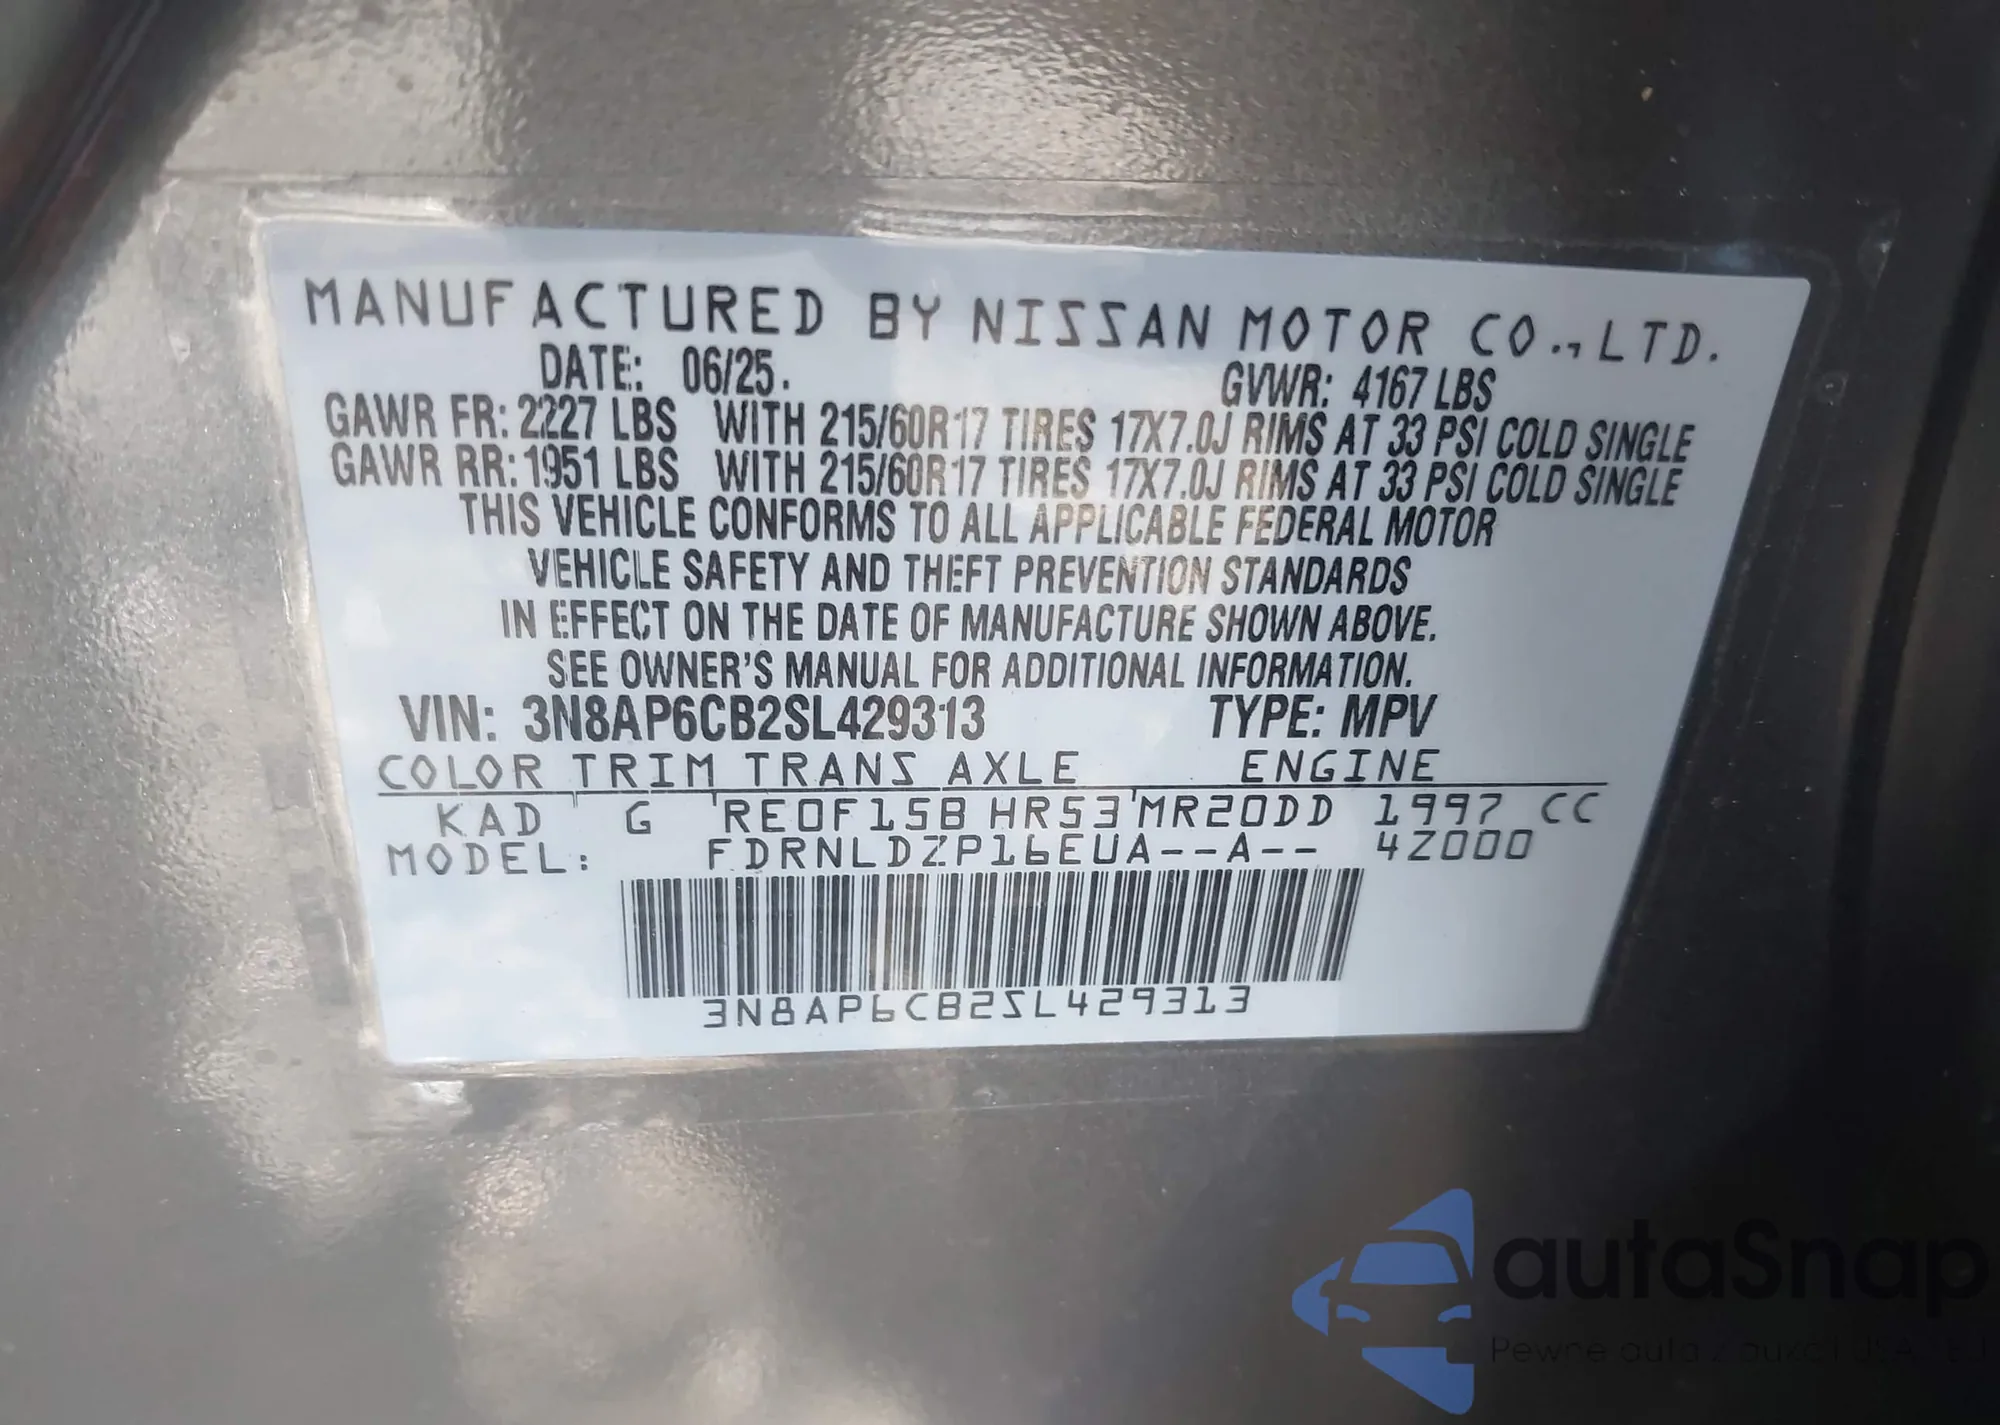 MANUFACTURED BY NISSAN MOTOR CO., LTD.
DATE: 06/25. GVWR: 4167 LBS
GAWR FR: 2227 LBS WITH 215/60R17 TIRES 17X7.0J RIMS AT 33 PSI COLD SINGLE
GAWR RR: 1951 LBS WITH 215/60R17 TIRES 17X7.0J RIMS AT 33 PSI COLD SINGLE
THIS VEHICLE CONFORMS TO ALL APPLICABLE FEDERAL MOTOR
VEHICLE SAFETY AND THEFT PREVENTION STANDARDS
IN EFFECT ON THE DATE OF MANUFACTURE SHOWN ABOVE.
SEE OWNER'S MANUAL FOR ADDITIONAL INFORMATION.
VIN: 3N8AP6CB2SL429313 TYPE: MPV
COLOR TRIM TRANS AXLE ENGINE
KAD G RE0F15B HR53 MR20DD 1997 CC
MODEL: FDRNLDZP16EUA--A-- 4Z000
3N8AP6CB2SL429313
autaSnap
Pewne auto z